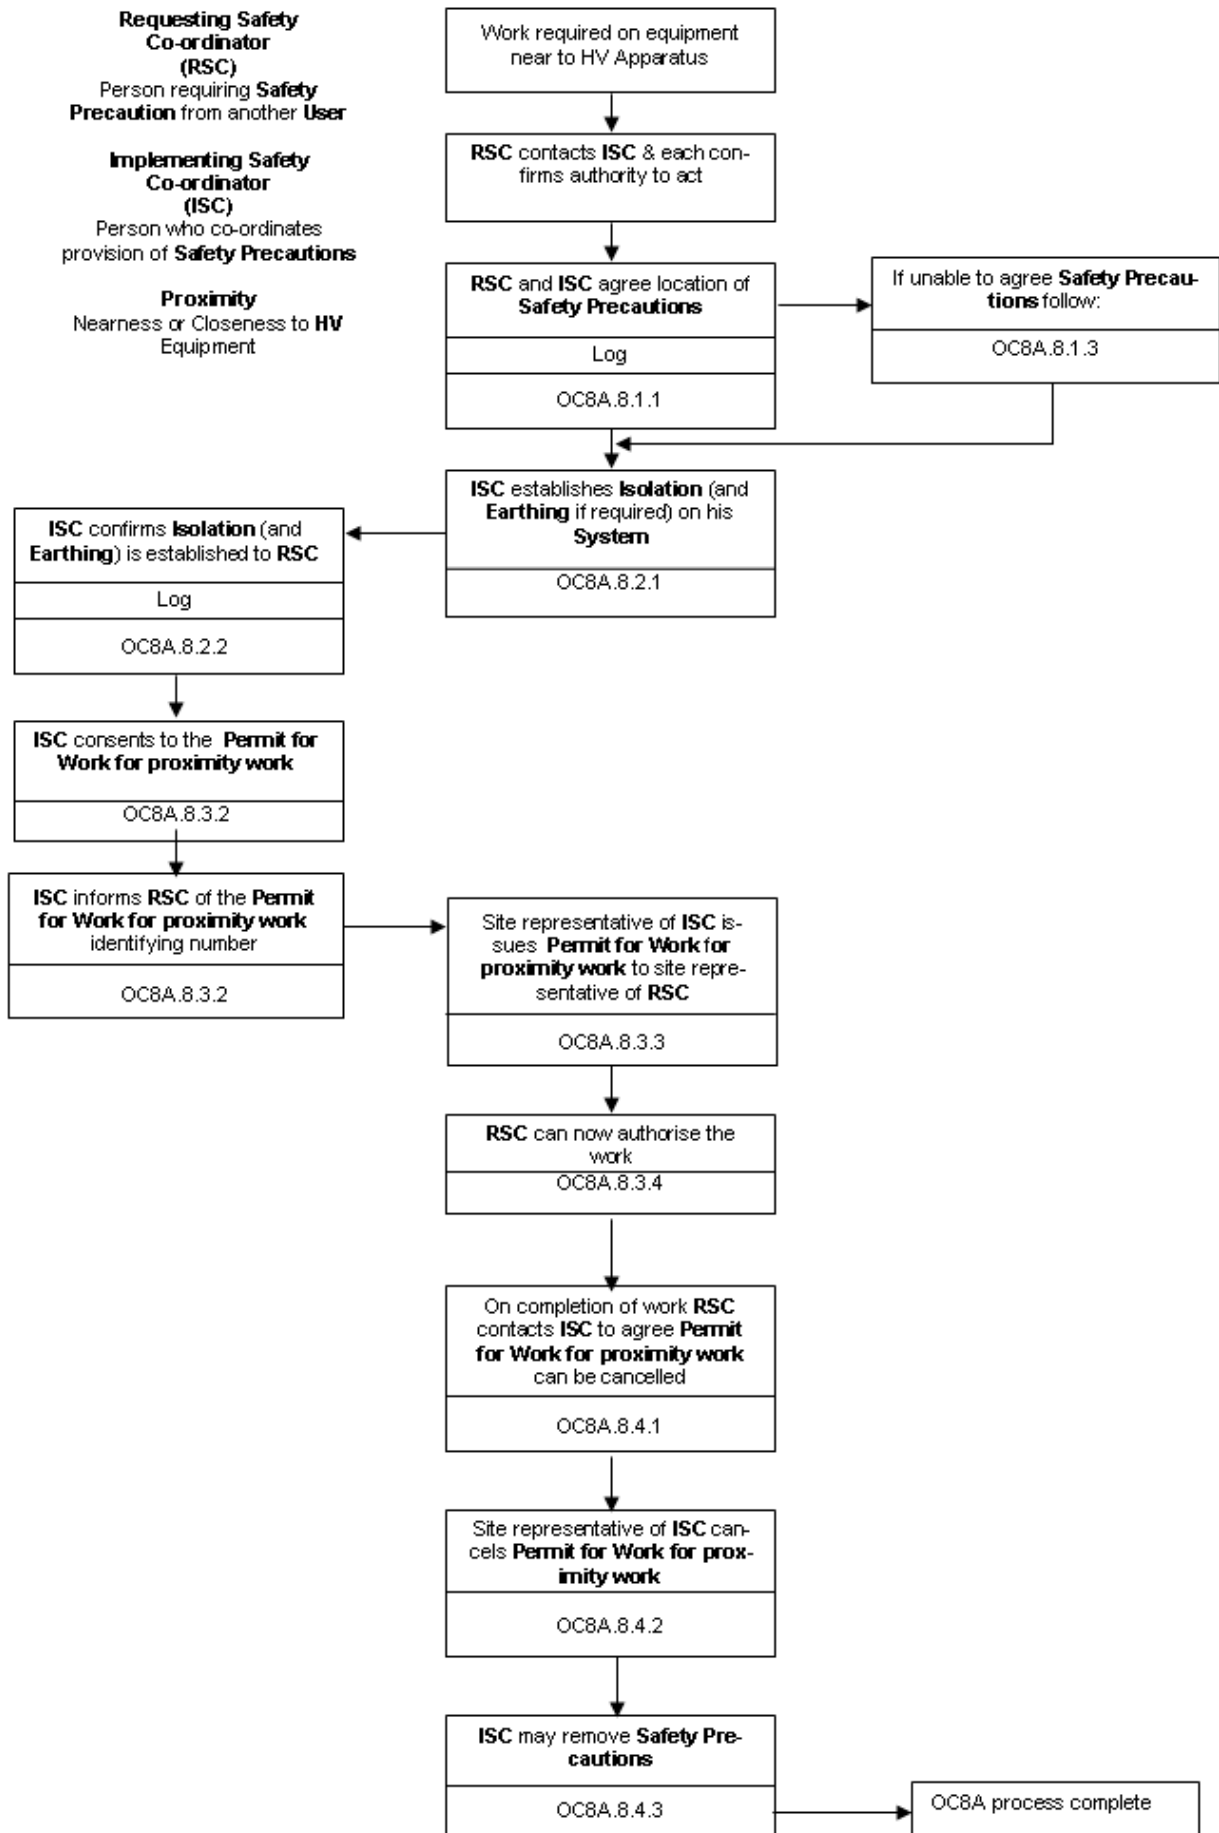 Requesting Safety
Co-ordinator
(RSC)
Person requiring Safety
Precaution from another User
Implementing Safety
Co-ordinator
(ISC)
Person who co-ordinates
provision of Safety Precautions
Proximity
Nearness or Closeness to HV
Equipment
Work required on equipment
near to HV Apparatus
RSC contacts ISC & each con-
firms authority to act
RSC and ISC agree location of
Safety Precautions
Log
OC8A.8.1.1
If unable to agree Safety Precau-
tions follow:
OC8A.8.1.3
ISC establishes Isolation (and
Earthing if required) on his
System
OC8A.8.2.1
ISC confirms Isolation (and
Earthing) is established to RSC
Log
OC8A.8.2.2
ISC consents to the Permit for
Work for proximity work
OC8A.8.3.2
ISC informs RSC of the Permit
for Work for proximity work
identifying number
OC8A.8.3.2
Site representative of ISC is-
sues Permit for Work for
proximity work to site repre-
sentative of RSC
OC8A.8.3.3
RSC can now authorise the
work
OC8A.8.3.4
On completion of work RSC
contacts ISC to agree Permit
for Work for proximity work
can be cancelled
OC8A.8.4.1
Site representative of ISC can-
cels Permit for Work for prox-
imity work
OC8A.8.4.2
ISC may remove Safety Pre-
cautions
OC8A.8.4.3
OC8A process complete